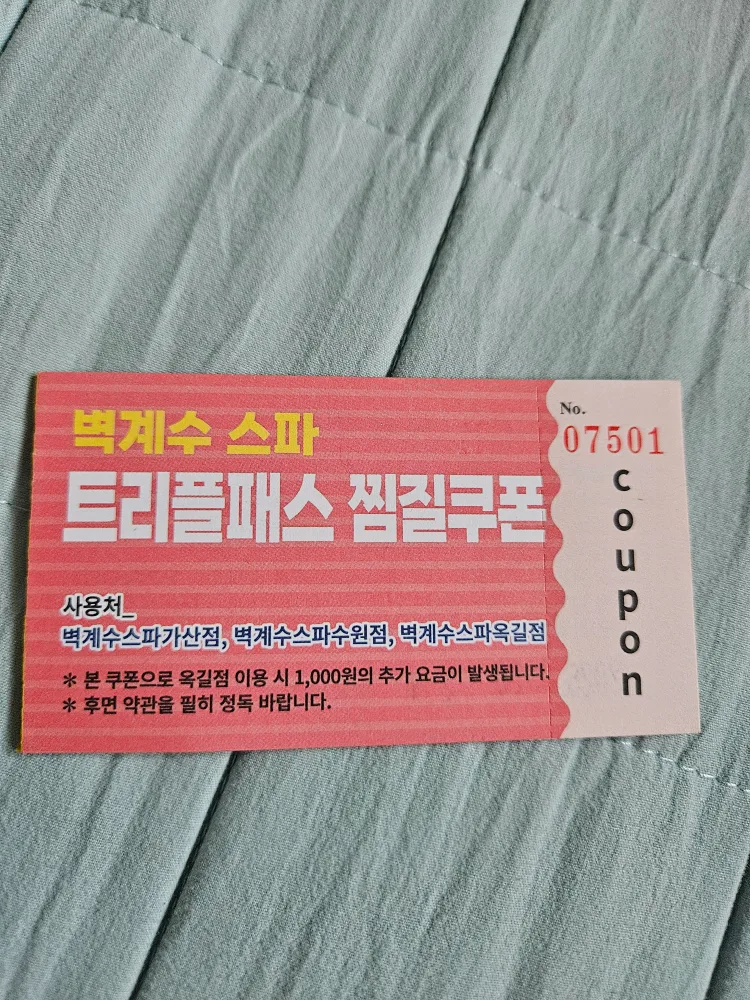 벽계수 스파
트리플패스 찜질쿠폰
사용처_
벽계수스파가산점, 벽계수스파수원점, 벽계수스파옥길점
* 본 쿠폰으로 옥길점 이용 시 1,000원의 추가 요금이 발생됩니다.
* 후면 약관을 필히 정독 바랍니다.
No.
07501
coupon